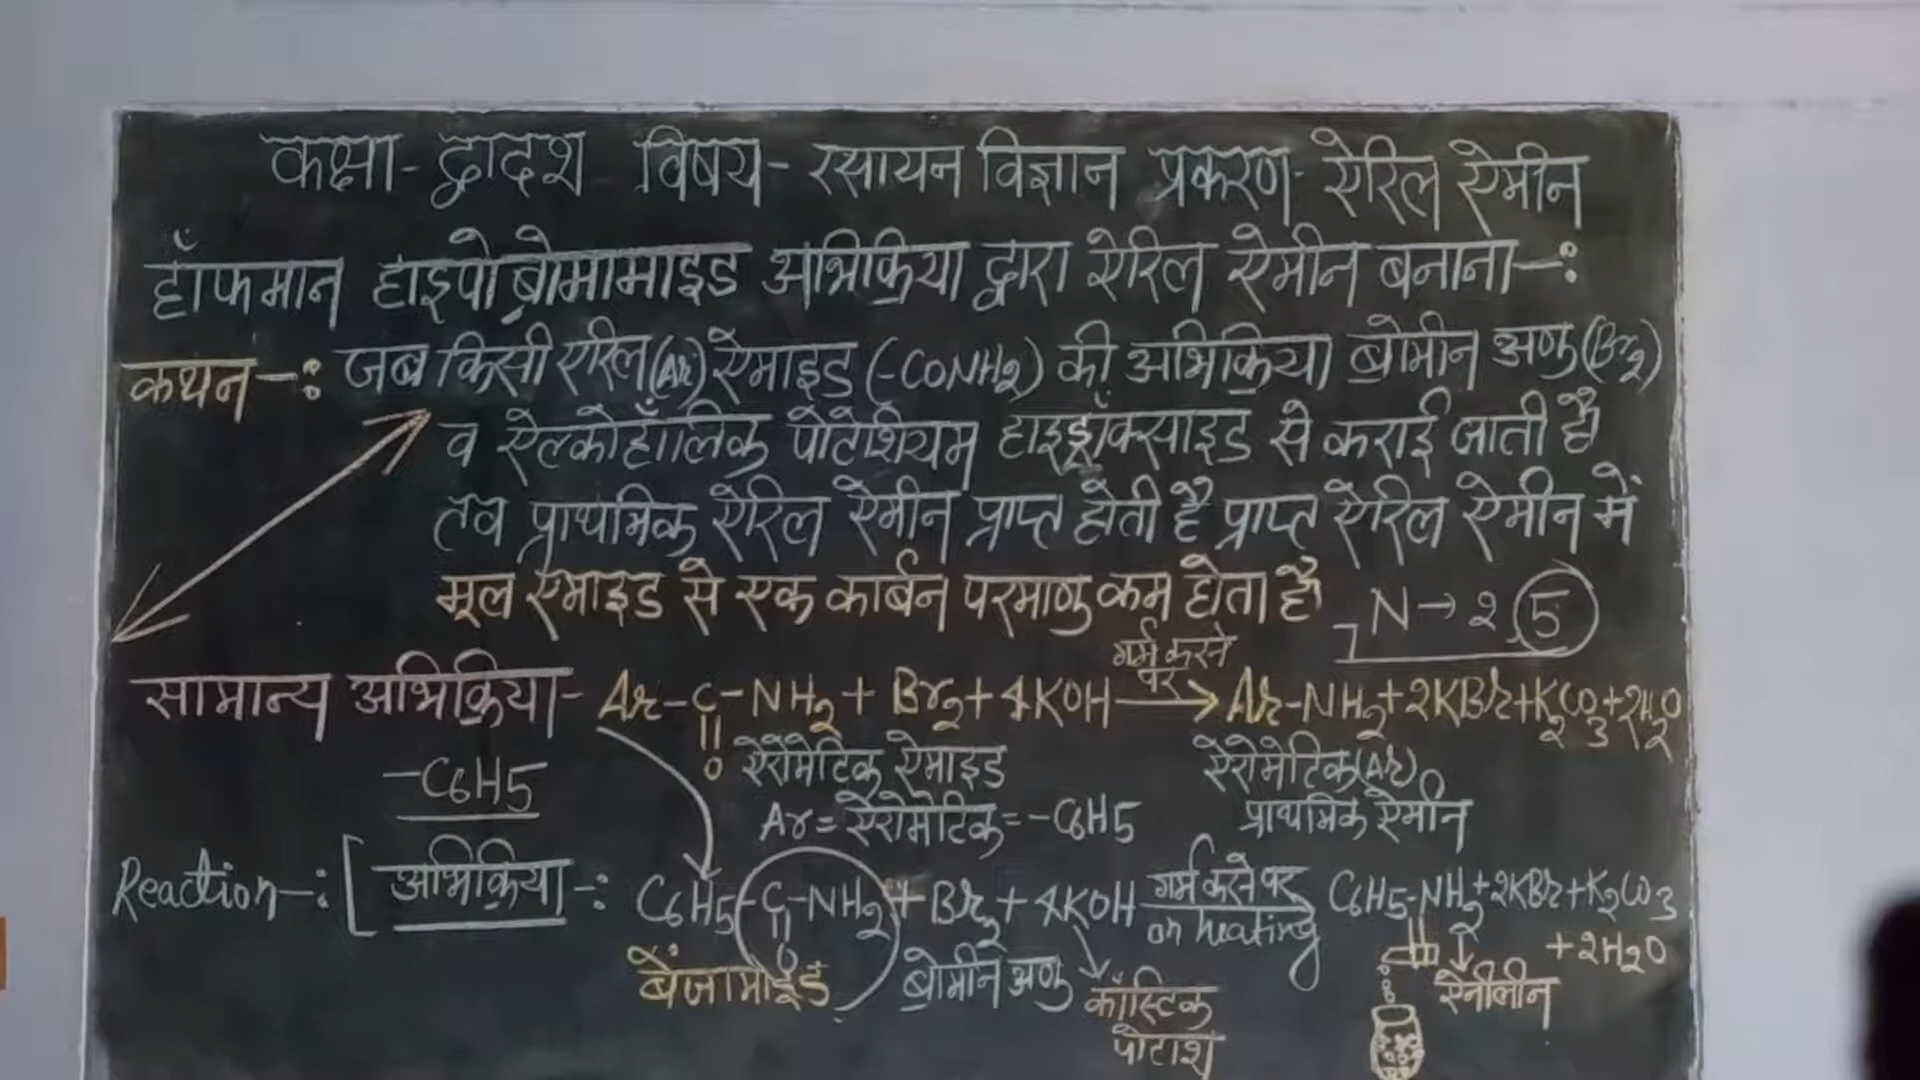 कक्षा- द्वादश विषय- रसायन विज्ञान प्रकरण- ऐरिल ऐमीन
हॉफमान हाइपो ब्रोमामाइड अभिक्रिया द्वारा ऐरिल ऐमीन बनाना-:
कथन-: जब किसी एरिल(Ar) ऐमाइड (-CONH2) की अभिक्रिया ब्रोमीन अणु (Br2)
व ऐल्कोहॉलिक पोटेशियम हाइड्रॉक्साइड से कराई जाती है
तब प्राथमिक ऐरिल ऐमीन प्राप्त होती है प्राप्त ऐरिल ऐमीन में
मूल एमाइड से एक कार्बन परमाणु कम होता है
N→2,5
गर्म करने
पर
सामान्य अभिक्रिया- Ar-C-NH2+Br2+4KOH→Ar-NH2+2KBr+K2CO3+2H2O
O ऐरोमेटिक ऐमाइड ऐरोमेटिक(Ar)
-C6H5 Ar=ऐरोमेटिक=-C6H5 प्राथमिक ऐमीन
Reaction-: [अभिक्रिया-: C6H5-C-NH2+Br2+4KOH गर्म करने पर on heating C6H5-NH2+2KBr+K2CO3
O +2H2O
बेंजामाइड ब्रोमीन अणु कॉस्टिक ऐनीलीन
पोटाश